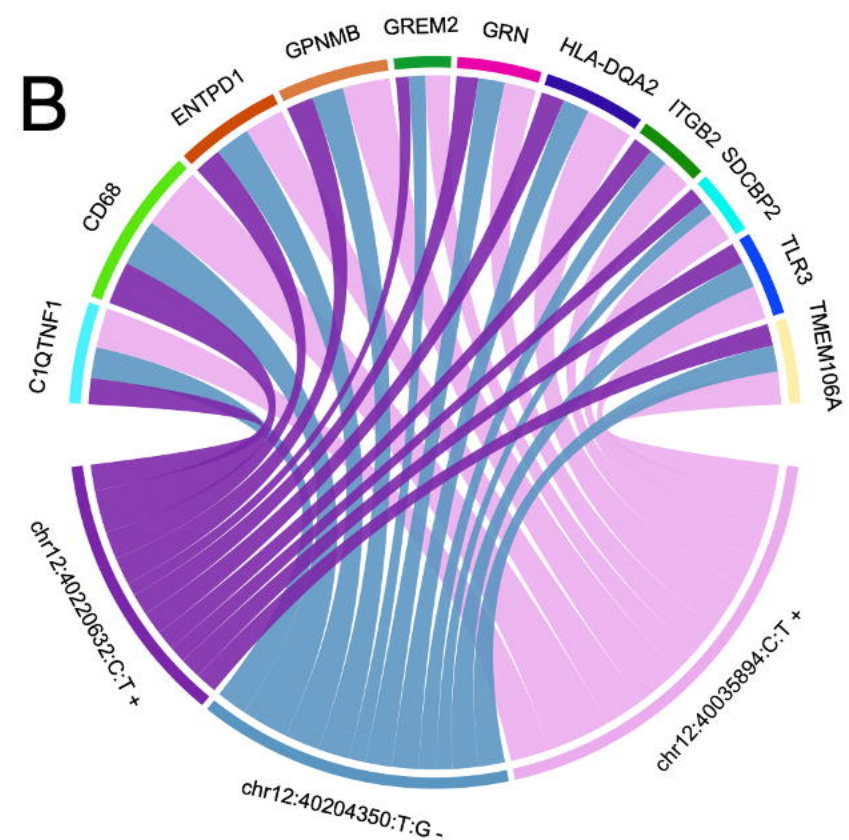 B
C1QTNF1
CD68
ENTPD1
GPNMB
GREM2
GRN
HLA-DQA2
ITGB2
SDCBP2
TLR3
TMEM106A
chr12:40220632:C:T +
chr12:40204350:T:G -
chr12:40035894:C:T +